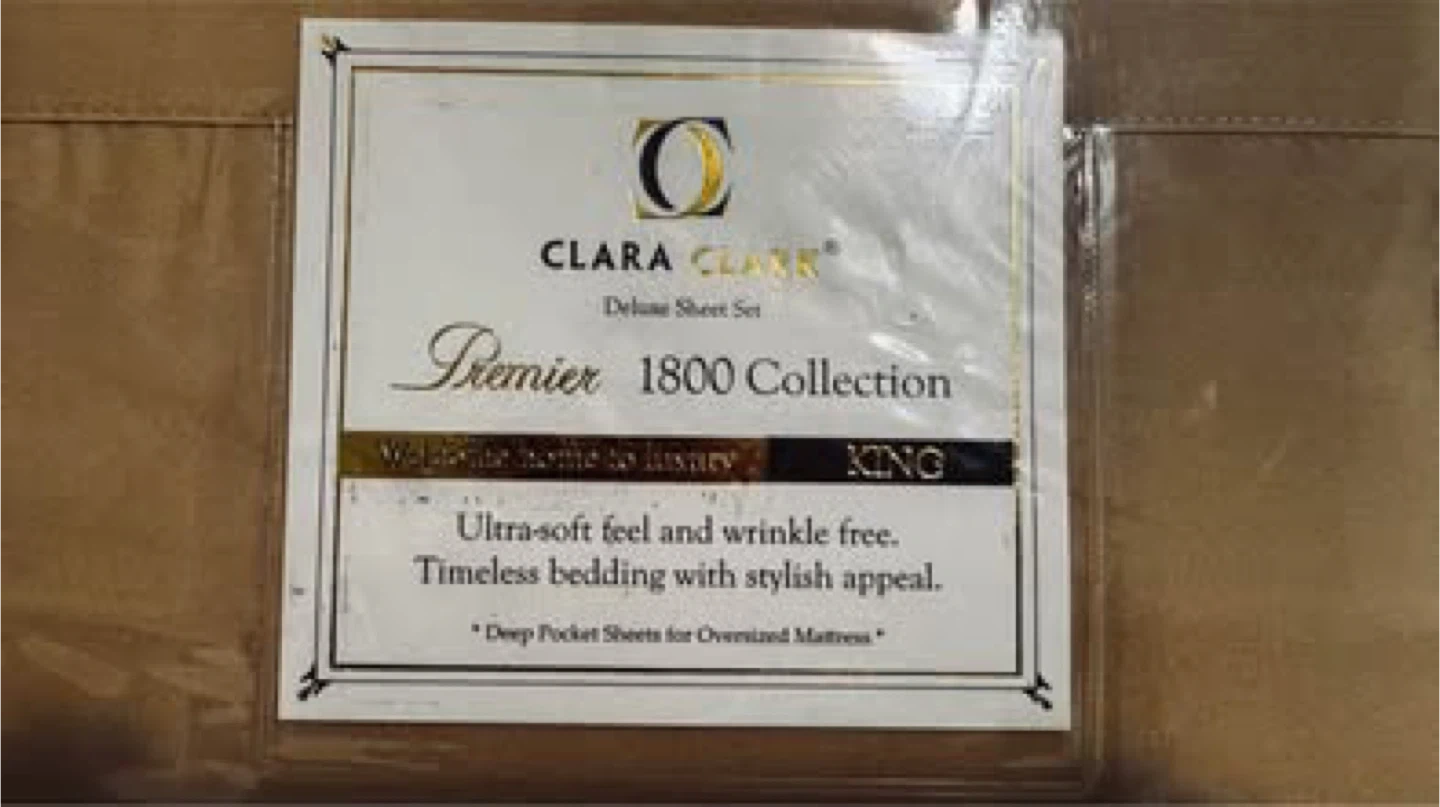 CLARA CLARK®
Deluxe Sheet Set
Premier 1800 Collection
Welcome home to luxury KING
Ultra-soft feel and wrinkle free.
Timeless bedding with stylish appeal.
* Deep Pocket Sheets for Oversized Mattress *